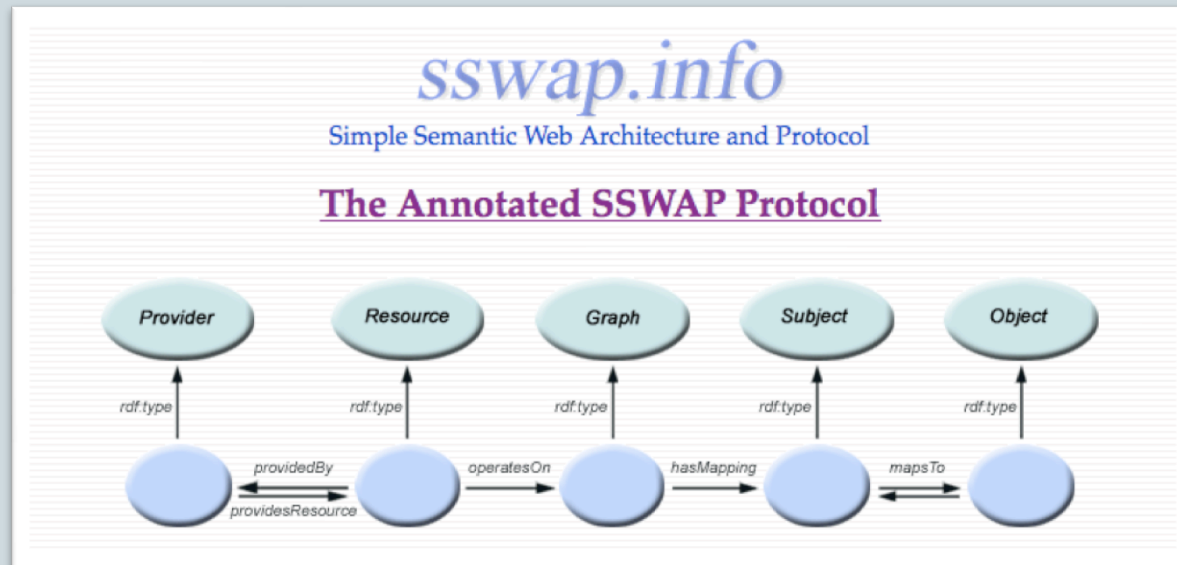 sswap.info
Simple Semantic Web Architecture and Protocol
The Annotated SSWAP Protocol
Provider Resource Graph Subject Object
rdf:type rdf:type rdf:type rdf:type rdf:type
providedBy operatesOn hasMapping mapsTo
providesResource